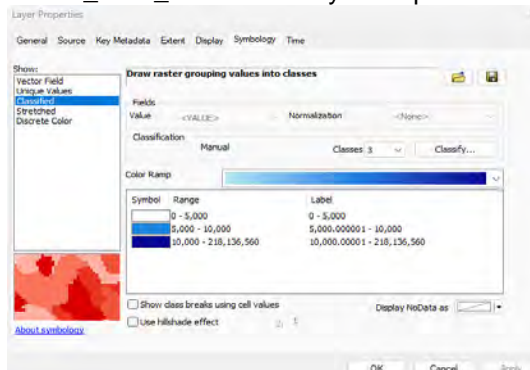 Layer Properties
General Source Key Metadata Extent Display Symbology Time
Show:
Vector Field
Unique Values
Classified
Stretched
Discrete Color
Draw raster grouping values into classes
Fields
Value <VALUE> Normalization <None>
Classification
Manual Classes 3 Classify...
Color Ramp
Symbol Range Label
0 - 5,000 0 - 5,000
5,000 - 10,000 5,000.000001 - 10,000
10,000 - 218,136,560 10,000.00001 - 218,136,560
Show class breaks using cell values Display NoData as
Use hillshade effect
About symbology
OK Cancel Apply